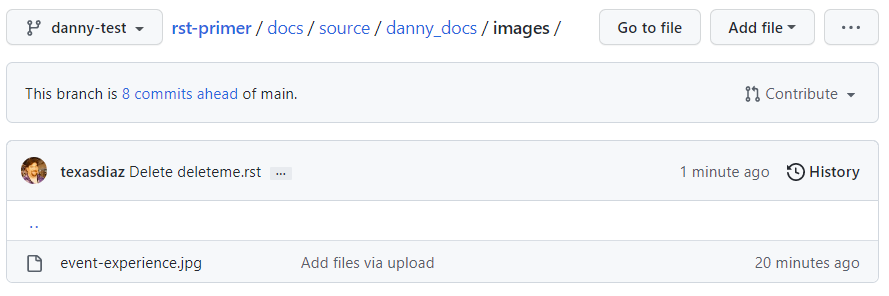 danny-test rst-primer / docs / source / danny_docs / images / Go to file Add file ...
This branch is 8 commits ahead of main. Contribute
texasdiaz Delete deleteme.rst ... 1 minute ago History
..
event-experience.jpg Add files via upload 20 minutes ago